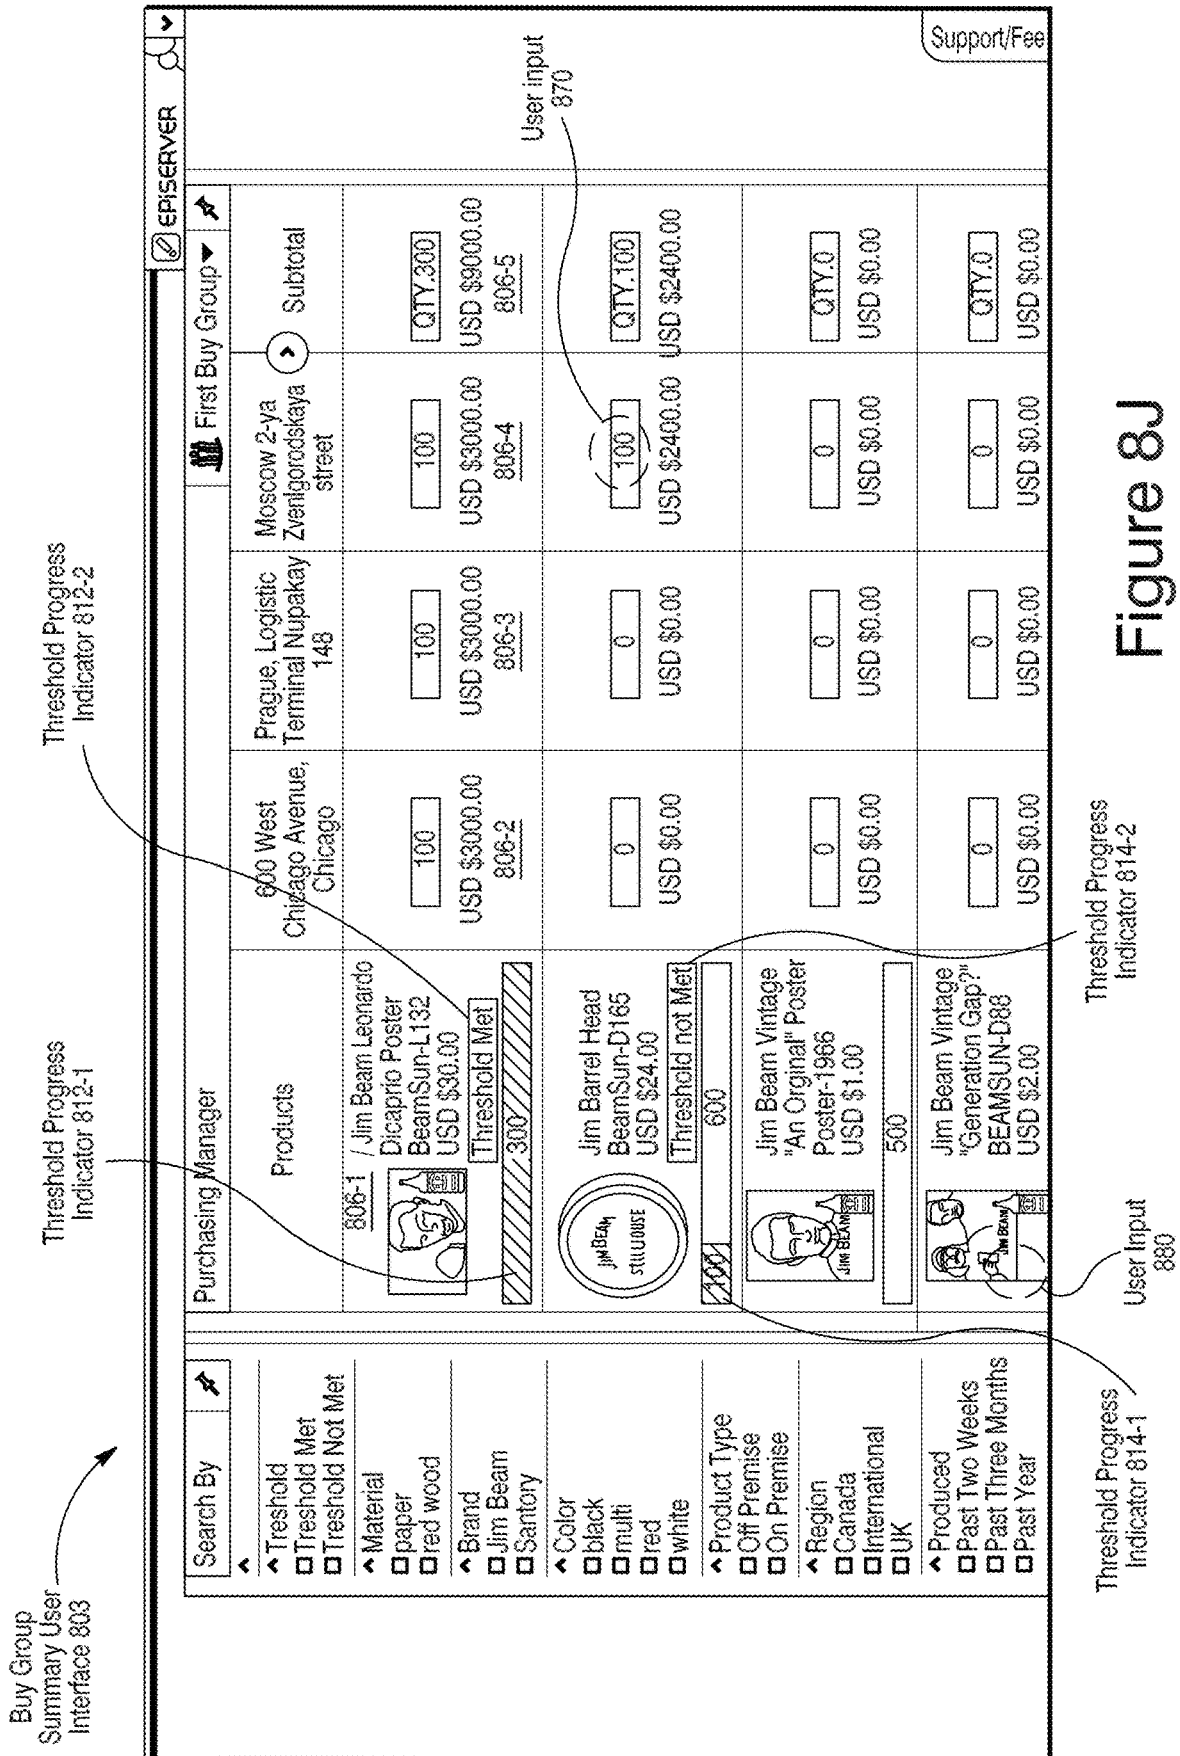 Buy Group
Summary User
Interface 803
Threshold Progress
Indicator 812-1
Threshold Progress
Indicator 812-2
EPISERVER
Search By
Purchasing Manager
First Buy Group
Treshold
Treshold Met
Treshold Not Met
Material
paper
red wood
Brand
Jim Beam
Santory
Color
black
multi
red
white
Product Type
Off Premise
On Premise
Region
Canada
International
UK
Produced
Past Two Weeks
Past Three Months
Past Year
Products
600 West
Chicago Avenue,
Chicago
Prague, Logistic
Terminal Nupakay
148
Moscow 2-ya
Zvenlgorodskaya
street
Subtotal
806-1 / Jim Beam Leonardo
Dicaprio Poster
BeamSun-L132
USD $30.00
Threshold Met
300
100
USD $3000.00
806-2
100
USD $3000.00
806-3
100
USD $3000.00
806-4
QTY.300
USD $9000.00
806-5
JIM BEAM
STILLHOUSE
Jim Barrel Head
BeamSun-D165
USD $24.00
Threshold not Met
100
600
0
USD $0.00
0
USD $0.00
100
USD $2400.00
QTY.100
USD $2400.00
User input
870
JIM BEAM
Jim Beam Vintage
"An Orginal" Poster
Poster-1966
USD $1.00
500
0
USD $0.00
0
USD $0.00
0
USD $0.00
QTY.0
USD $0.00
JIM BEAM
Jim Beam Vintage
"Generation Gap?"
BEAMSUN-D88
USD $2.00
0
USD $0.00
0
USD $0.00
0
USD $0.00
QTY.0
USD $0.00
Support/Fee
Threshold Progress
Indicator 814-1
User Input
880
Threshold Progress
Indicator 814-2
Figure 8J